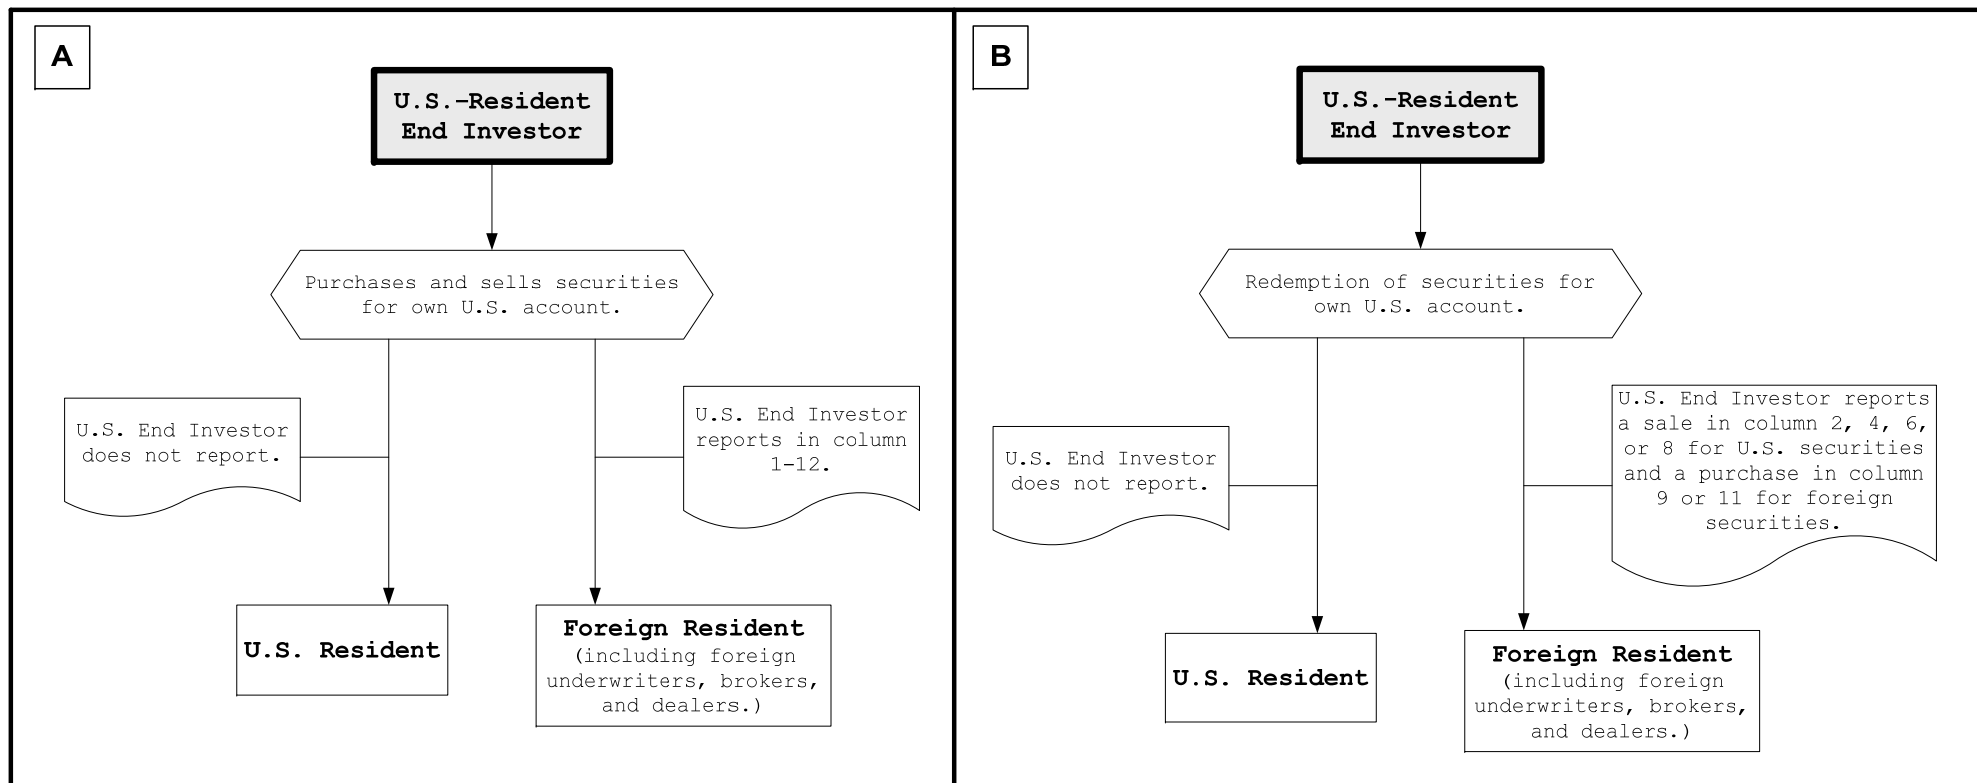 A
U.S.-Resident
End Investor
Purchases and sells securities
for own U.S. account.
U.S. End Investor
does not report.
U.S. End Investor
reports in column
1-12.
U.S. Resident
Foreign Resident
(including foreign
underwriters, brokers,
and dealers.)
B
U.S.-Resident
End Investor
Redemption of securities for
own U.S. account.
U.S. End Investor
does not report.
U.S. End Investor reports
a sale in column 2, 4, 6,
or 8 for U.S. securities
and a purchase in column
9 or 11 for foreign
securities.
U.S. Resident
Foreign Resident
(including foreign
underwriters, brokers,
and dealers.)